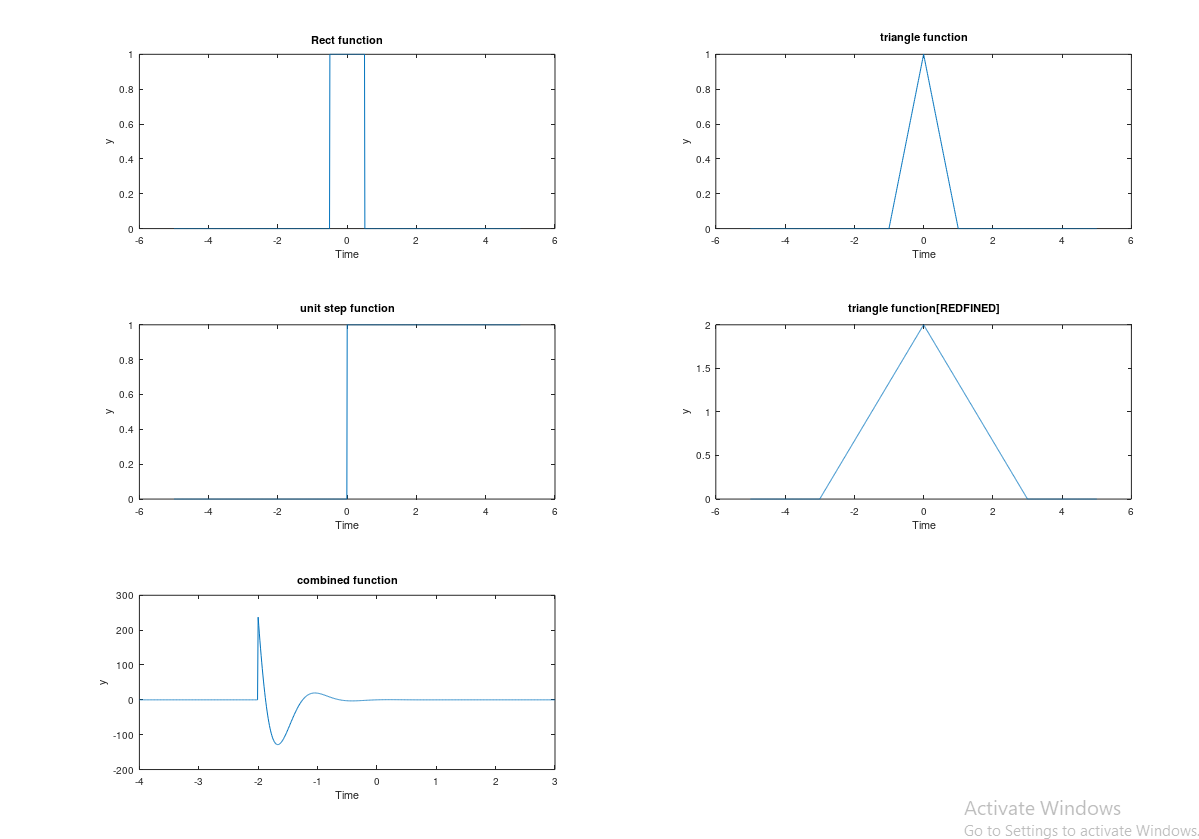 Rect function
1
0.8
0.6
0.4
0.2
0
y
-6 -4 -2 0 2 4 6
Time
triangle function
1
0.8
0.6
0.4
0.2
0
y
-6 -4 -2 0 2 4 6
Time
unit step function
1
0.8
0.6
0.4
0.2
0
y
-6 -4 -2 0 2 4 6
Time
triangle function[REDFINED]
2
1.5
1
0.5
0
y
-6 -4 -2 0 2 4 6
Time
combined function
300
200
100
0
-100
-200
y
-4 -3 -2 -1 0 1 2 3
Time
Activate Windows
Go to Settings to activate Windows.